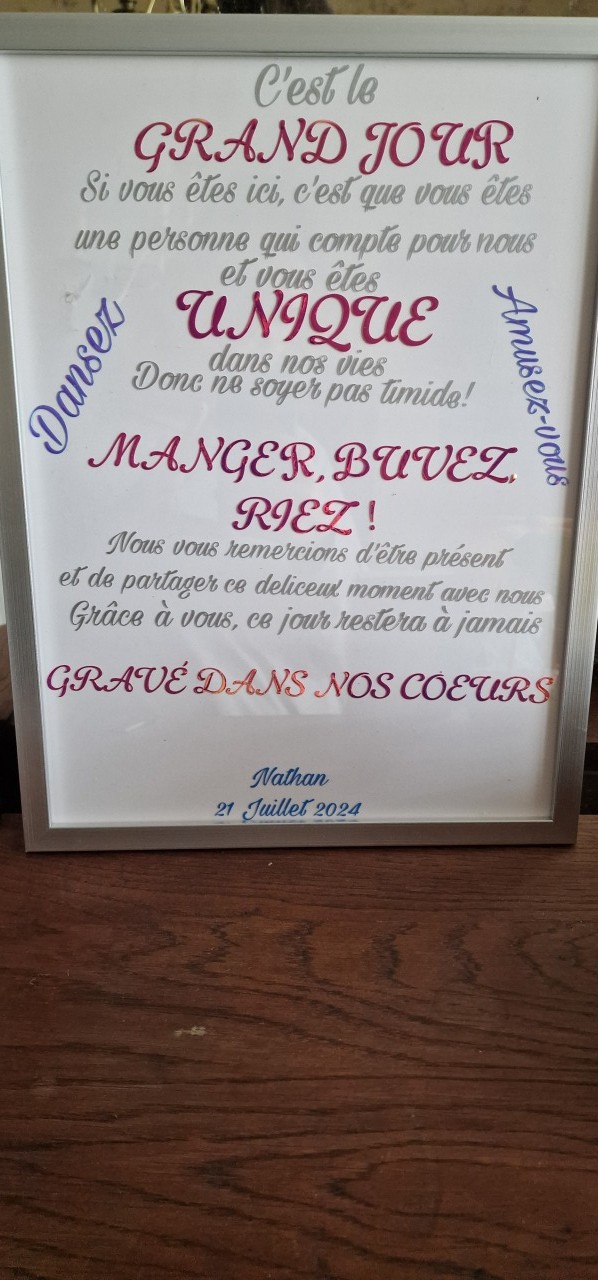 C'est le
GRAND JOUR
Si vous êtes ici, c'est que vous êtes
une personne qui compte pour nous
et vous êtes
UNIQUE
dans nos vies
Donc ne soyer pas timide!
Dansez
Amusez-vous
MANGER, BUVEZ,
RIEZ !
Nous vous remercions d'être présent
et de partager ce deliceux moment avec nous
Grâce à vous, ce jour restera à jamais
GRAVÉ DANS NOS COEURS
Nathan
21 Juillet 2024